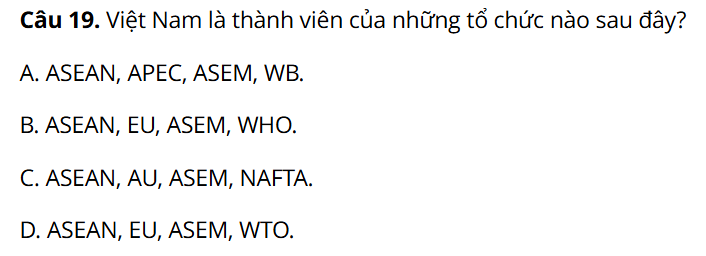 Câu 19. Việt Nam là thành viên của những tổ chức nào sau đây?
A. ASEAN, APEC, ASEM, WB.
B. ASEAN, EU, ASEM, WHO.
C. ASEAN, AU, ASEM, NAFTA.
D. ASEAN, EU, ASEM, WTO.